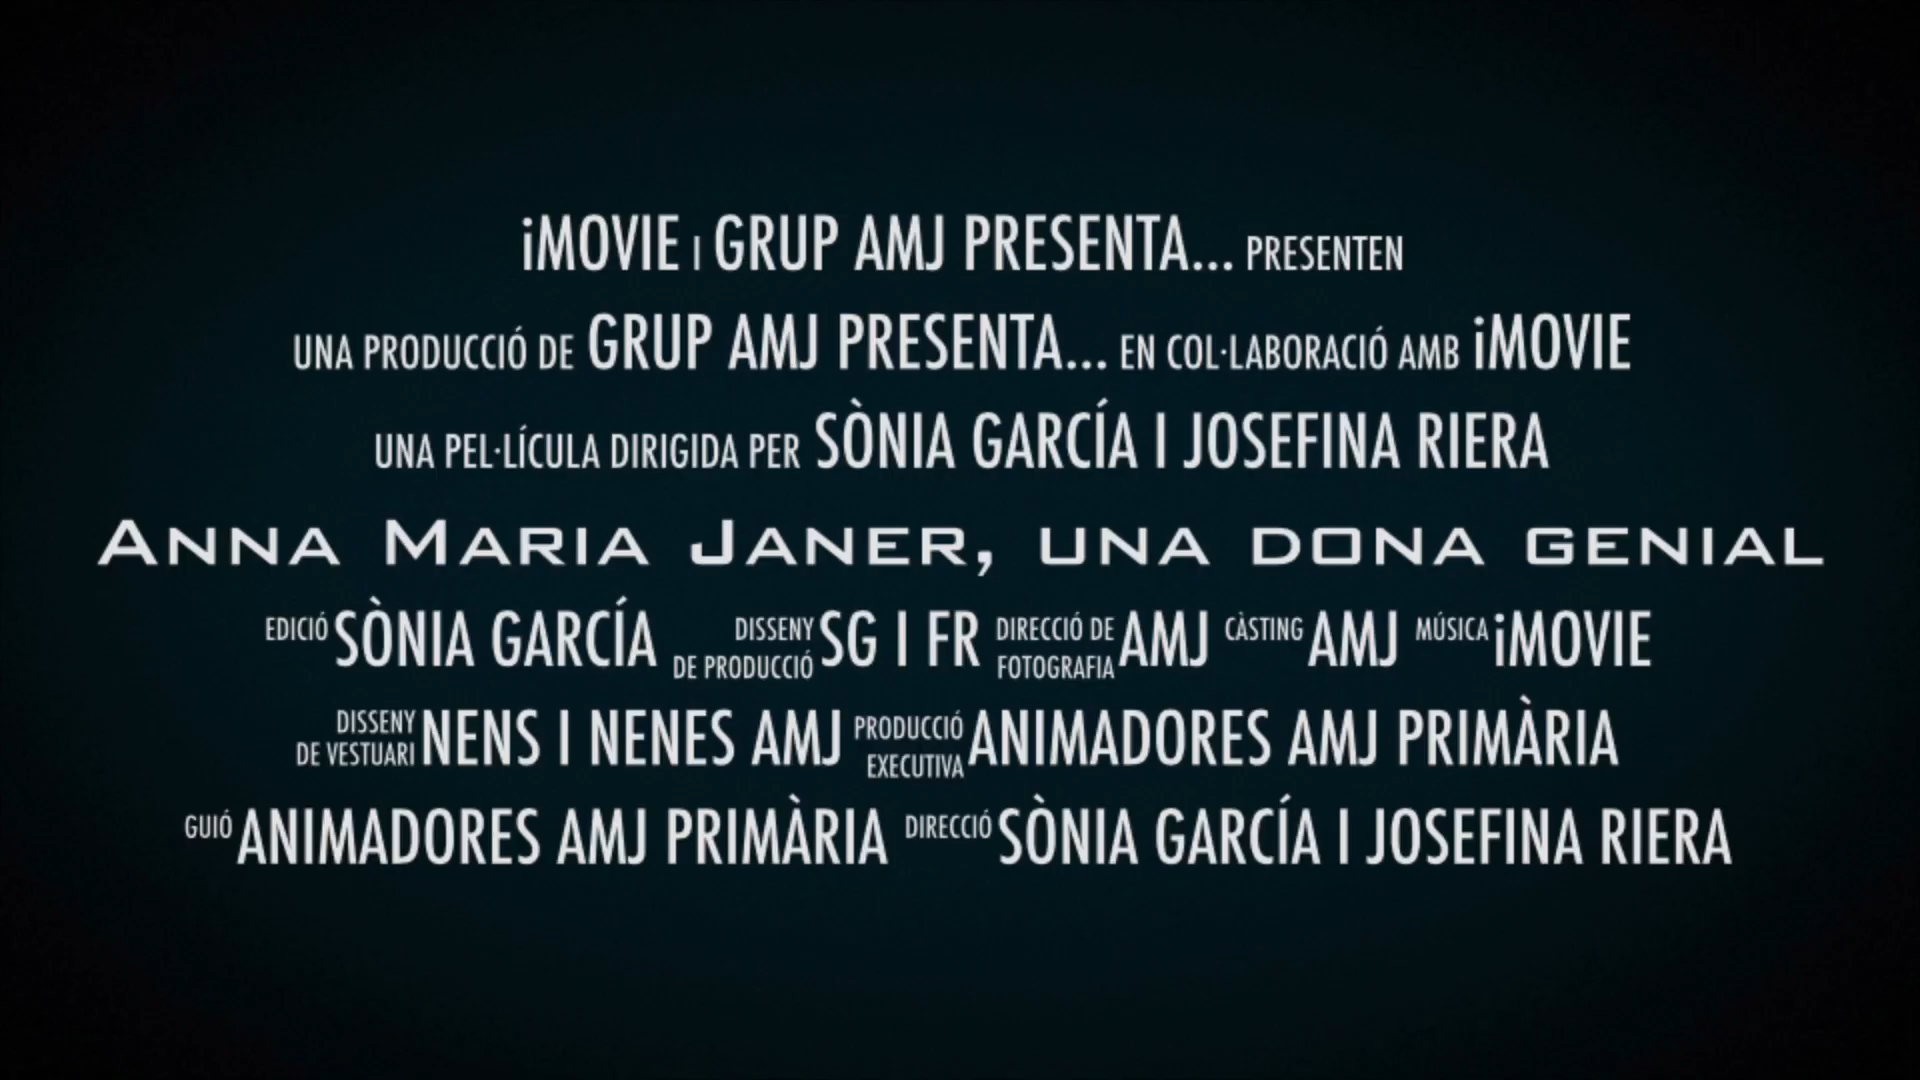 iMOVIE I GRUP AMJ PRESENTA... PRESENTEN
UNA PRODUCCIÓ DE GRUP AMJ PRESENTA... EN COL·LABORACIÓ AMB iMOVIE
UNA PEL·LÍCULA DIRIGIDA PER SÒNIA GARCÍA I JOSEFINA RIERA
ANNA MARIA JANER, UNA DONA GENIAL
EDICIÓ SÒNIA GARCÍA DISSENY DE PRODUCCIÓ SG I FR DIRECCIÓ DE FOTOGRAFIA AMJ CÀSTING AMJ MÚSICA iMOVIE
DISSENY DE VESTUARI NENS I NENES AMJ PRODUCCIÓ EXECUTIVA ANIMADORES AMJ PRIMÀRIA
GUIÓ ANIMADORES AMJ PRIMÀRIA DIRECCIÓ SÒNIA GARCÍA I JOSEFINA RIERA